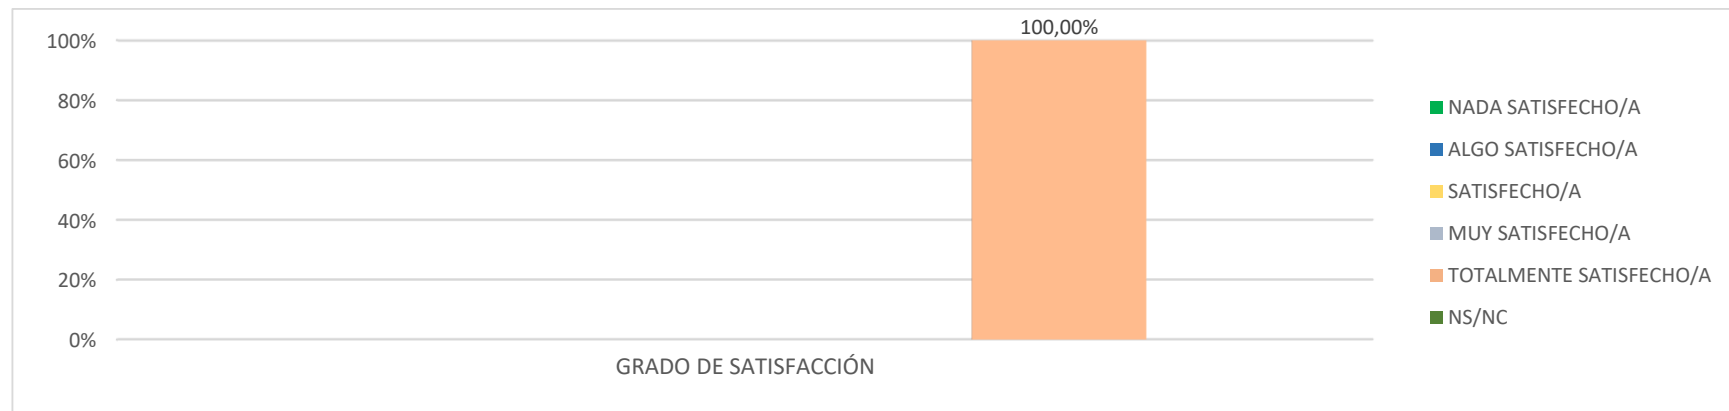 100,00%
100%
80%
60%
40%
20%
0%
GRADO DE SATISFACCIÓN
NADA SATISFECHO/A
ALGO SATISFECHO/A
SATISFECHO/A
MUY SATISFECHO/A
TOTALMENTE SATISFECHO/A
NS/NC